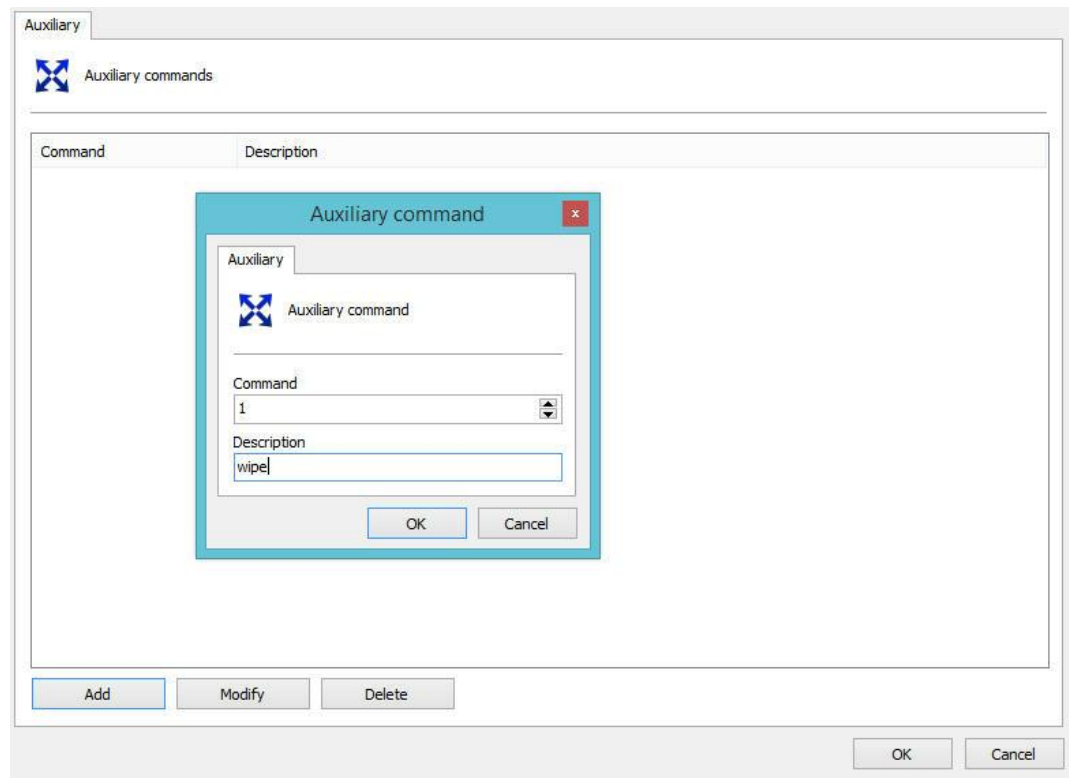 Auxiliary
Auxiliary commands
Command Description
Auxiliary command
x
Auxiliary
Auxiliary command
Command
1
Description
wipe
OK Cancel
Add Modify Delete
OK Cancel